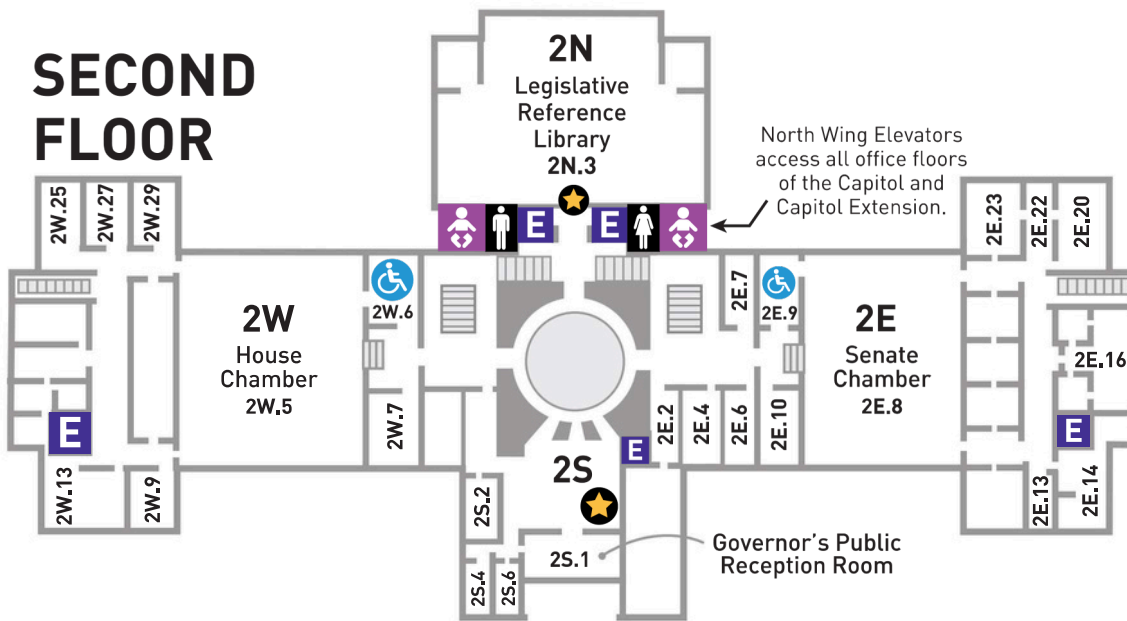 SECOND
FLOOR
2N
Legislative
Reference
Library
2N.3
North Wing Elevators
access all office floors
of the Capitol and
Capitol Extension.
E
E
2W.25
2W.27
2W.29
2E.23
2E.22
2E.20
2W
House
Chamber
2W.5
2W.6
2W.7
2E.7
2E.9
2E
Senate
Chamber
2E.8
2E.16
E
2W.13
2W.9
2S
E
2E.2
2E.4
2E.6
2E.10
E
2E.13
2E.14
2S.2
2S.1
2S.4
2S.6
Governor's Public
Reception Room